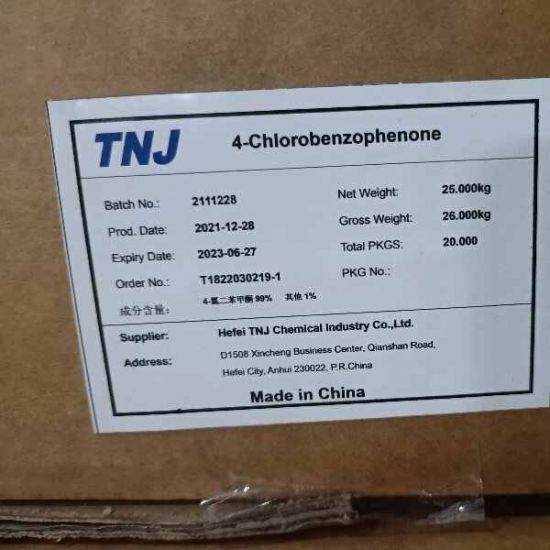 TNJ 4-Chlorobenzophenone
Batch No.: 2111228 Net Weight: 25.000kg
Prod. Date: 2021-12-28 Gross Weight: 26.000kg
Expiry Date: 2023-06-27 Total PKGS: 20.000
Order No.: T1822030219-1 PKG No.:
成分含量: 4-氯二苯甲酮 99% 其他 1%
Supplier: Hefei TNJ Chemical Industry Co.,Ltd.
Address: D1508 Xincheng Business Center, Qianshan Road,
Hefei City, Anhui 230022, P.R.China
Made in China